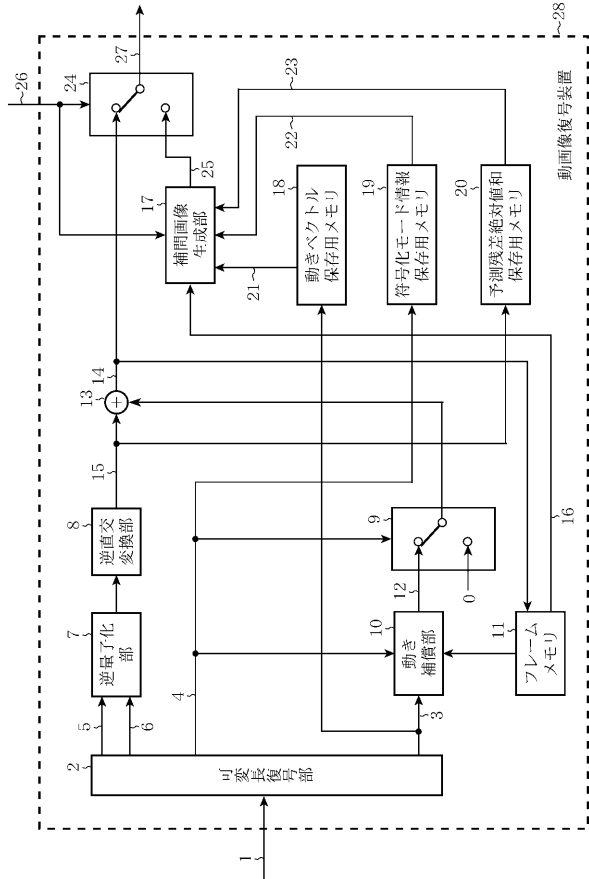 1
2
可変長復号部
5
6
4
3
7
逆量子化
部
8
逆直交
変換部
15
13
+
14
10
動き
補償部
12
0
9
11
フレーム
メモリ
16
17
補間画像
生成部
25
21
22
23
18
動きベクトル
保存用メモリ
19
符号化モード情報
保存用メモリ
20
予測残差絶対値和
保存用メモリ
24
26
27
28
動画像復号装置